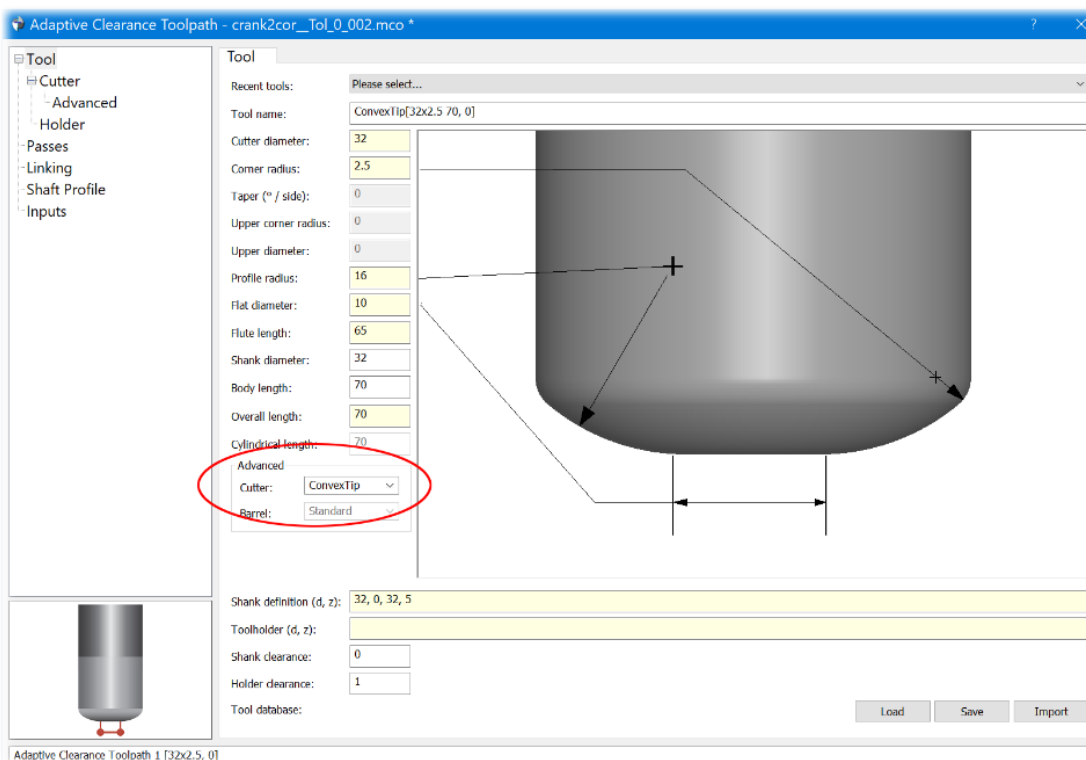 Adaptive Clearance Toolpath - crank2cor__Tol_0_002.mco *
?
Tool
Cutter
Advanced
Holder
Passes
Linking
Shaft Profile
Inputs
Tool
Recent tools: Please select...
Tool name: ConvexTip[32x2.5 70, 0]
Cutter diameter: 32
Corner radius: 2.5
Taper (º / side): 0
Upper corner radius: 0
Upper diameter: 0
Profile radius: 16
Flat diameter: 10
Flute length: 65
Shank diameter: 32
Body length: 70
Overall length: 70
Cylindrical length: 70
Advanced
Cutter: ConvexTip
Barrel: Standard
Shank definition (d, z): 32, 0, 32, 5
Toolholder (d, z):
Shank clearance: 0
Holder clearance: 1
Tool database: Load Save Import
Adaptive Clearance Toolpath 1 [32x2.5, 0]